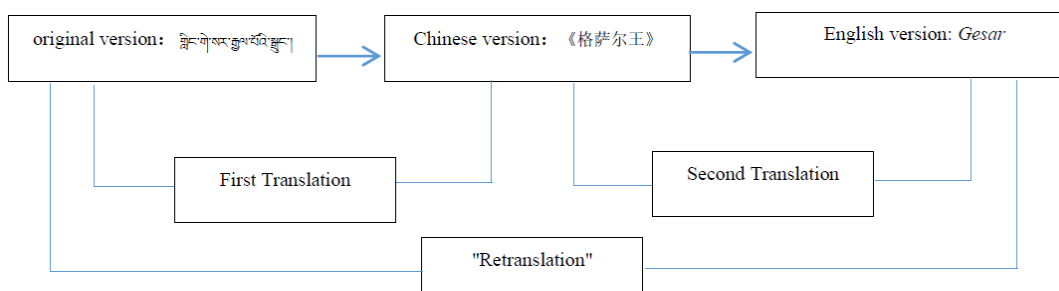 original version: གླིང་གེ་སར་རྒྱལ་པོའི་སྒྲུང་།
Chinese version: 《格萨尔王》
English version: Gesar
First Translation
Second Translation
"Retranslation"